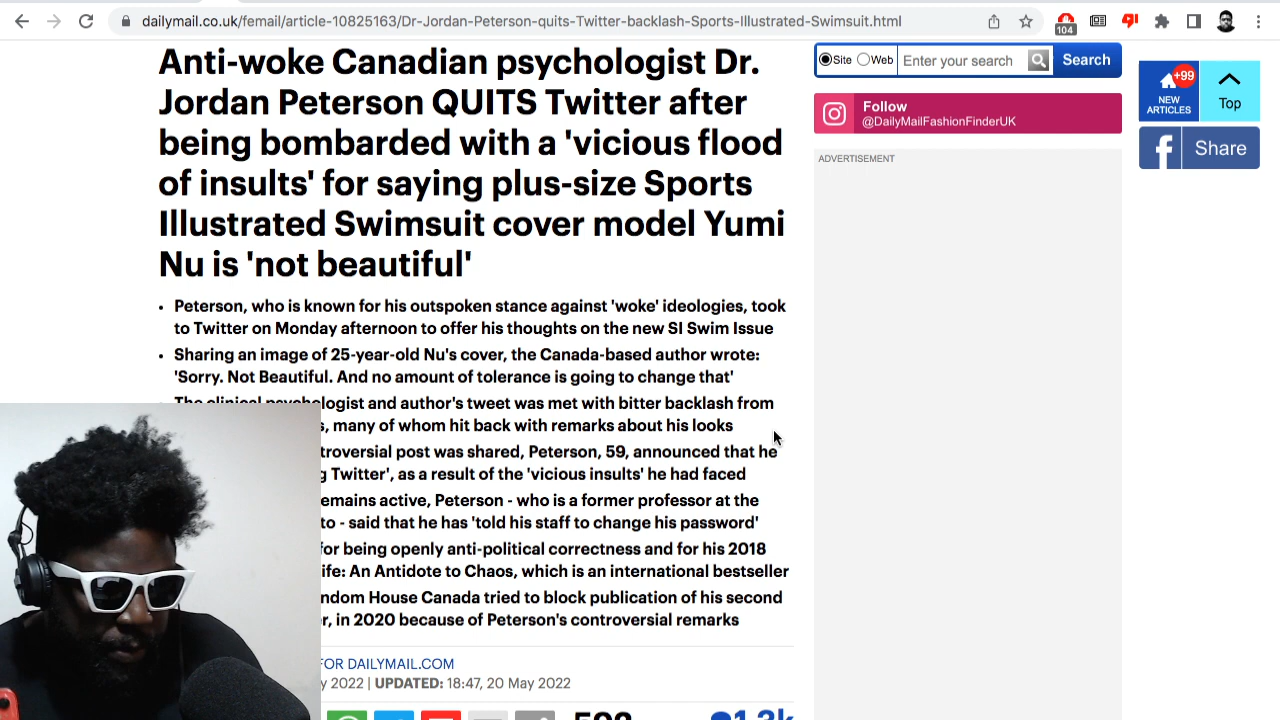 dailymail.co.uk/femail/article-10825163/Dr-Jordan-Peterson-quits-Twitter-backlash-Sports-Illustrated-Swimsuit.html
104
Anti-woke Canadian psychologist Dr.
Jordan Peterson QUITS Twitter after
being bombarded with a 'vicious flood
of insults' for saying plus-size Sports
Illustrated Swimsuit cover model Yumi
Nu is 'not beautiful'
Peterson, who is known for his outspoken stance against 'woke' ideologies, took
to Twitter on Monday afternoon to offer his thoughts on the new SI Swim Issue
Sharing an image of 25-year-old Nu's cover, the Canada-based author wrote:
'Sorry. Not Beautiful. And no amount of tolerance is going to change that'
The clinical psychologist and author's tweet was met with bitter backlash from
s, many of whom hit back with remarks about his looks
troversial post was shared, Peterson, 59, announced that he
g Twitter', as a result of the 'vicious insults' he had faced
emains active, Peterson - who is a former professor at the
to - said that he has 'told his staff to change his password'
for being openly anti-political correctness and for his 2018
ife: An Antidote to Chaos, which is an international bestseller
ndom House Canada tried to block publication of his second
r, in 2020 because of Peterson's controversial remarks
FOR DAILYMAIL.COM
y 2022 | UPDATED: 18:47, 20 May 2022
Site Web Enter your search Search
Follow
@DailyMailFashionFinderUK
ADVERTISEMENT
+99
NEW
ARTICLES
Top
Share